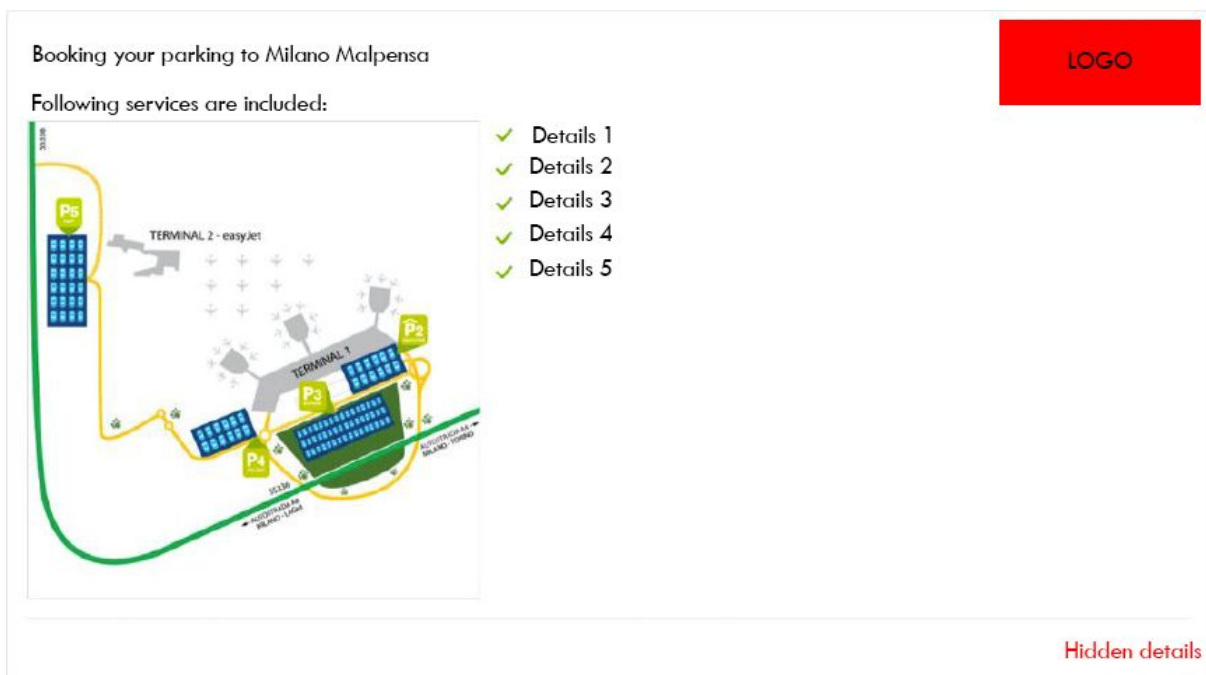 Booking your parking to Milano Malpensa
LOGO
Following services are included:
Details 1
Details 2
Details 3
Details 4
Details 5
SS336
P5
TERMINAL 2 - easyJet
P2
TERMINAL 1
P3
P4
SS336
AUTOSTRADA A4
MILANO - TORINO
MILANO - LAGHI
Hidden details